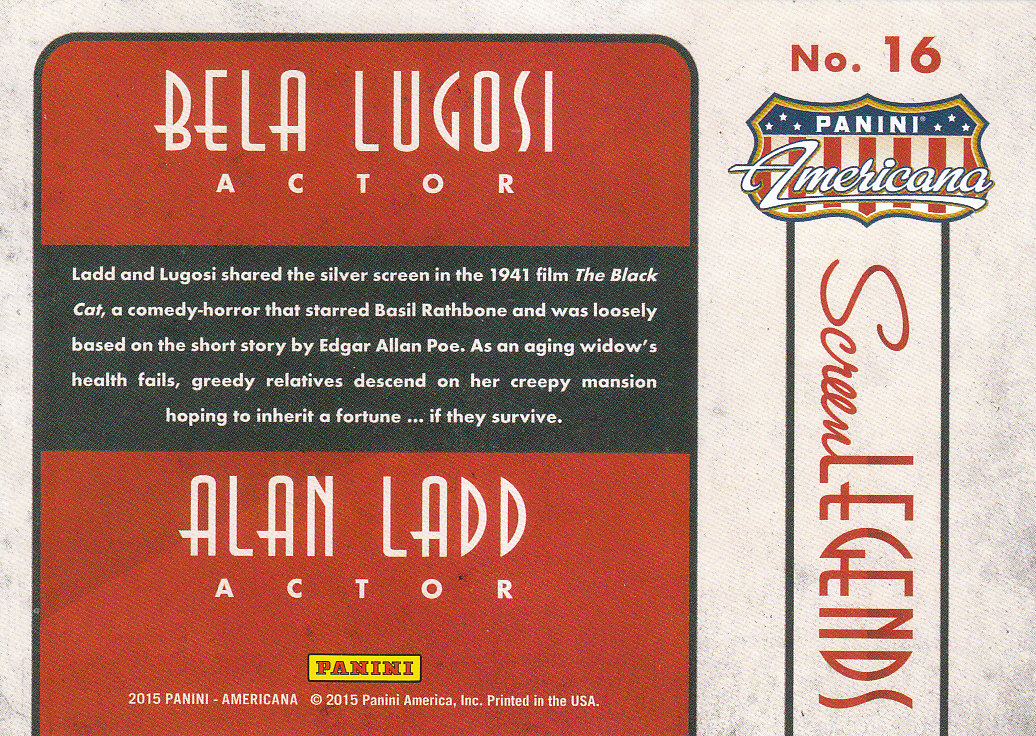 BELA LUGOSI
ACTOR
Ladd and Lugosi shared the silver screen in the 1941 film The Black
Cat, a comedy-horror that starred Basil Rathbone and was loosely
based on the short story by Edgar Allan Poe. As an aging widow's
health fails, greedy relatives descend on her creepy mansion
hoping to inherit a fortune ... if they survive.
ALAN LADD
ACTOR
PANINI
2015 PANINI - AMERICANA © 2015 Panini America, Inc. Printed in the USA.
No. 16
PANINI®
Americana
Screen LEGENDS